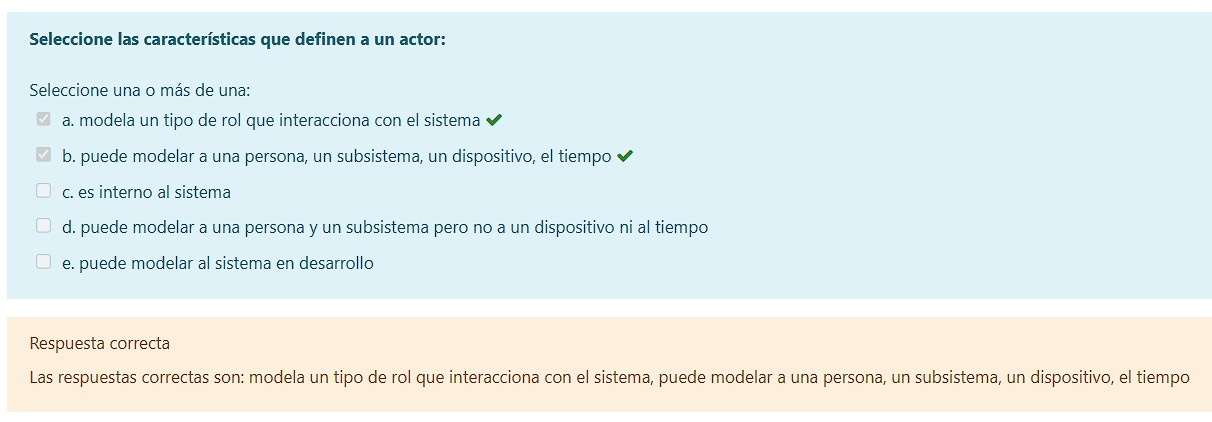 Seleccione las características que definen a un actor:
Seleccione una o más de una:
a. modela un tipo de rol que interacciona con el sistema
b. puede modelar a una persona, un subsistema, un dispositivo, el tiempo
c. es interno al sistema
d. puede modelar a una persona y un subsistema pero no a un dispositivo ni al tiempo
e. puede modelar al sistema en desarrollo
Respuesta correcta
Las respuestas correctas son: modela un tipo de rol que interacciona con el sistema, puede modelar a una persona, un subsistema, un dispositivo, el tiempo